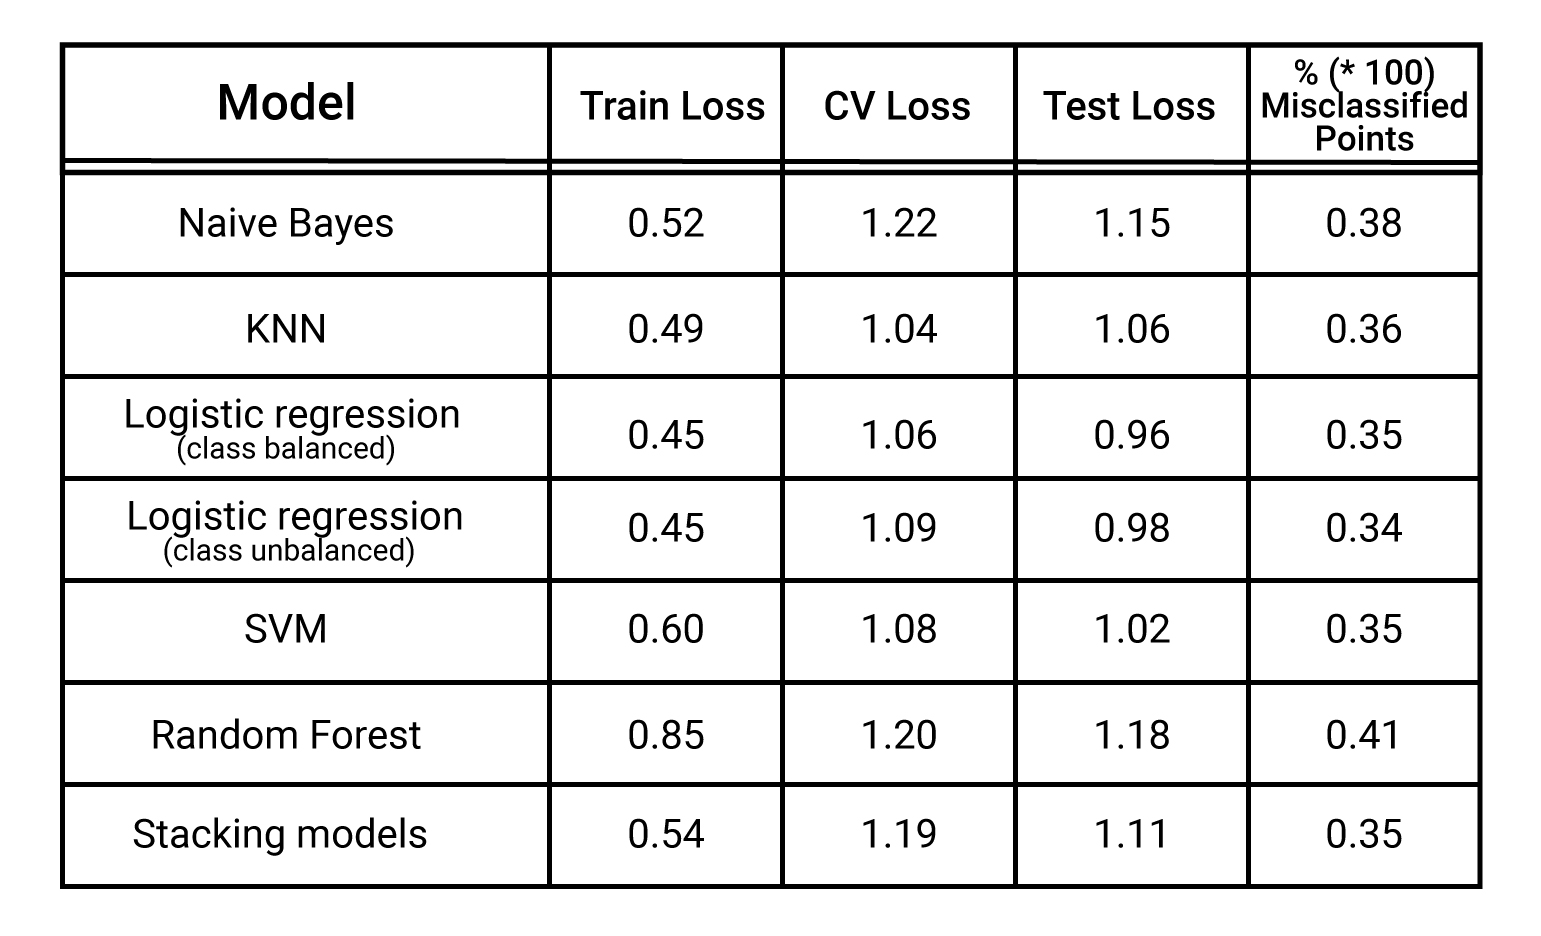 Model Train Loss CV Loss Test Loss % (* 100) Misclassified Points
Naive Bayes 0.52 1.22 1.15 0.38
KNN 0.49 1.04 1.06 0.36
Logistic regression (class balanced) 0.45 1.06 0.96 0.35
Logistic regression (class unbalanced) 0.45 1.09 0.98 0.34
SVM 0.60 1.08 1.02 0.35
Random Forest 0.85 1.20 1.18 0.41
Stacking models 0.54 1.19 1.11 0.35